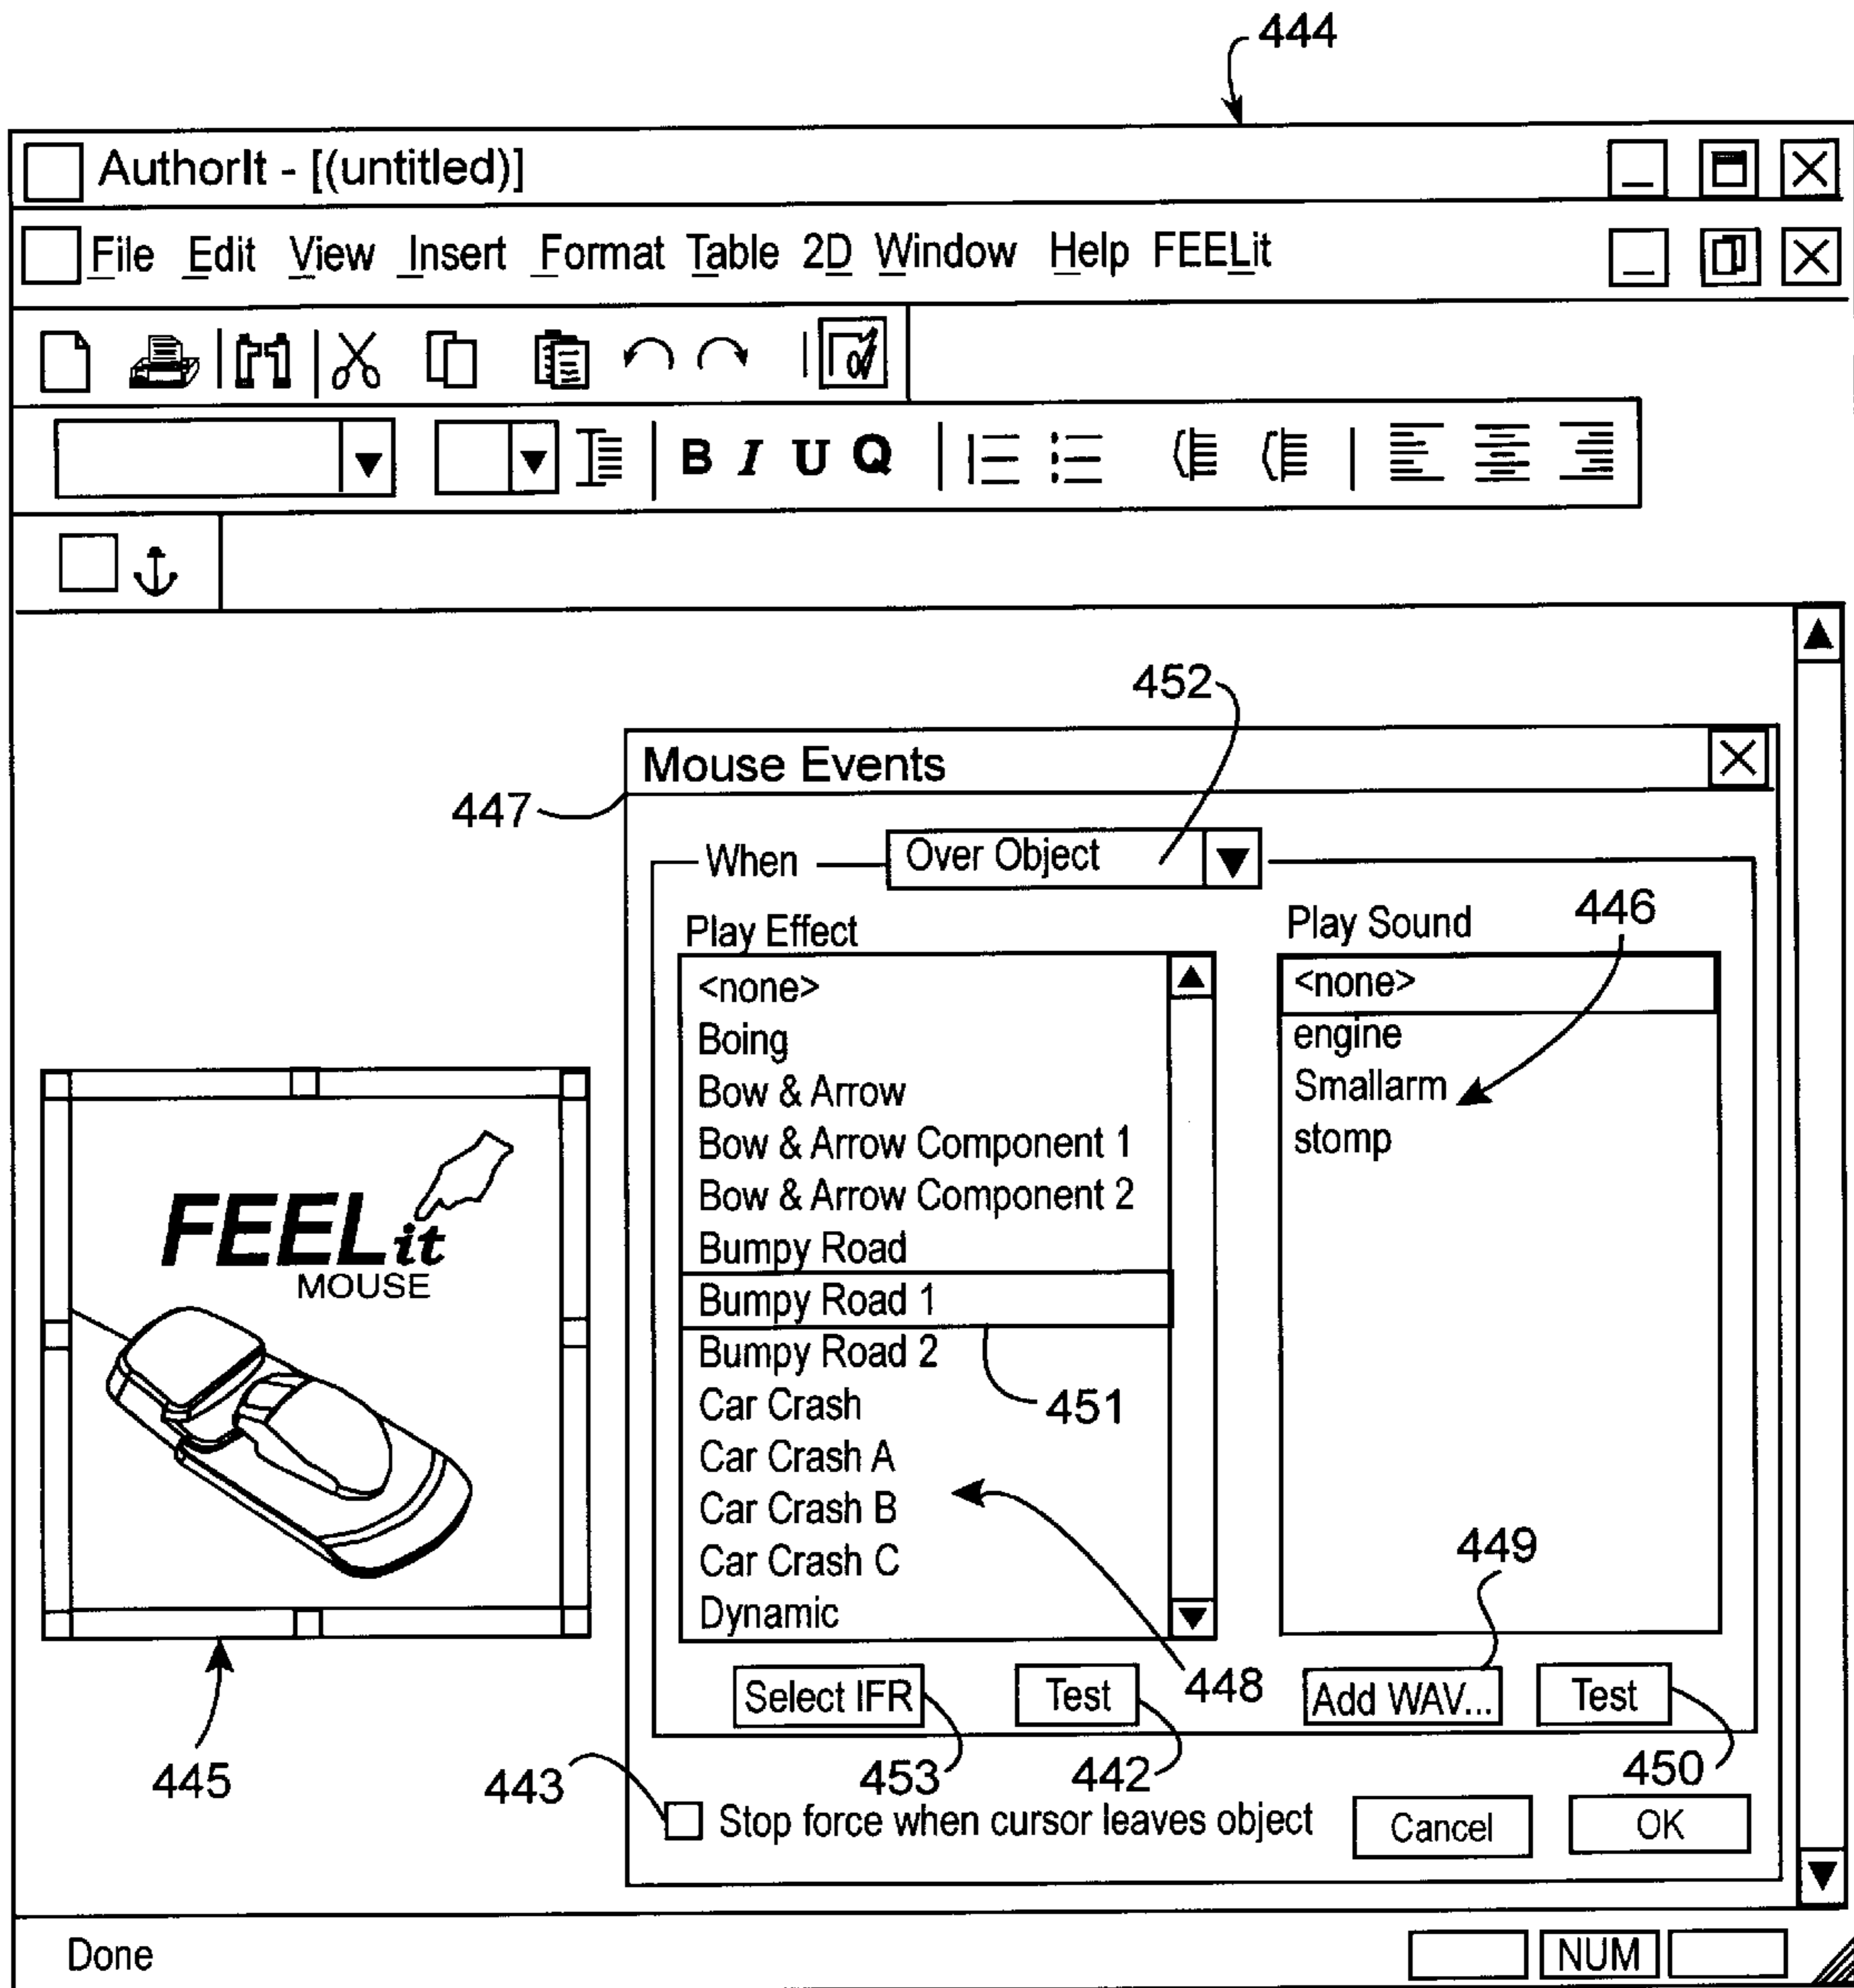 444
AuthorIt - [(untitled)]
File Edit View Insert Format Table 2D Window Help FEELit
B I U Q
452
Mouse Events
447
When Over Object
Play Effect
Play Sound
446
<none>
Boing
Bow & Arrow
Bow & Arrow Component 1
Bow & Arrow Component 2
Bumpy Road
Bumpy Road 1
Bumpy Road 2
Car Crash
Car Crash A
Car Crash B
Car Crash C
Dynamic
<none>
engine
Smallarm
stomp
FEELit
MOUSE
451
449
448
Select IFR
Test
Add WAV...
Test
445
443
453
442
450
Stop force when cursor leaves object
Cancel
OK
Done
NUM